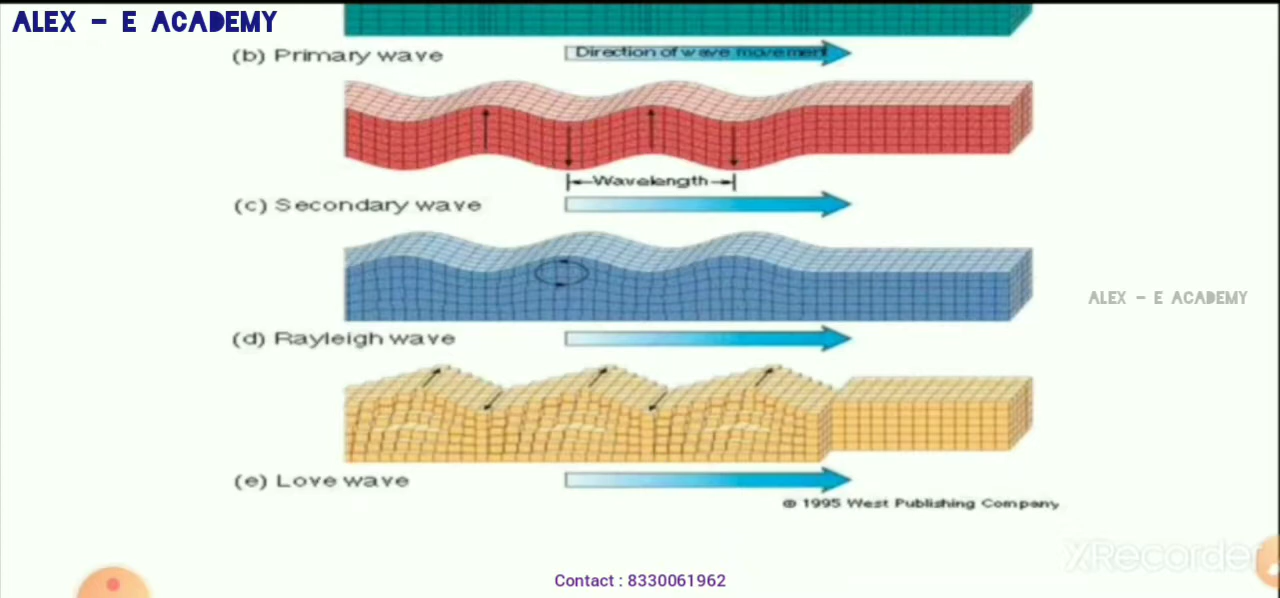 ALEX - E ACADEMY
(b) Primary wave
Direction of wave movement
Wavelength
(c) Secondary wave
ALEX - E ACADEMY
(d) Rayleigh wave
(e) Love wave
© 1995 West Publishing Company
XRecorder
Contact : 8330061962